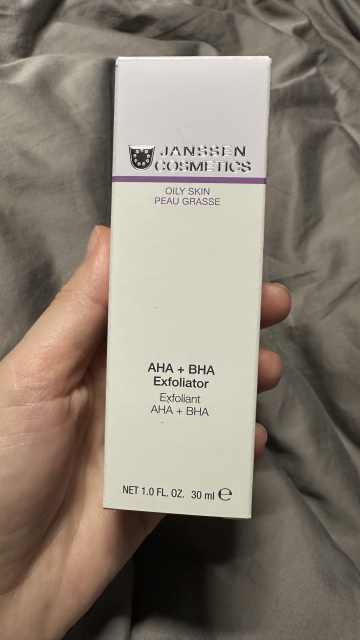 JANSSEN
COSMETICS
OILY SKIN
PEAU GRASSE
AHA + BHA
Exfoliator
Exfoliant
AHA + BHA
NET 1.0 FL. OZ. 30 ml ℮